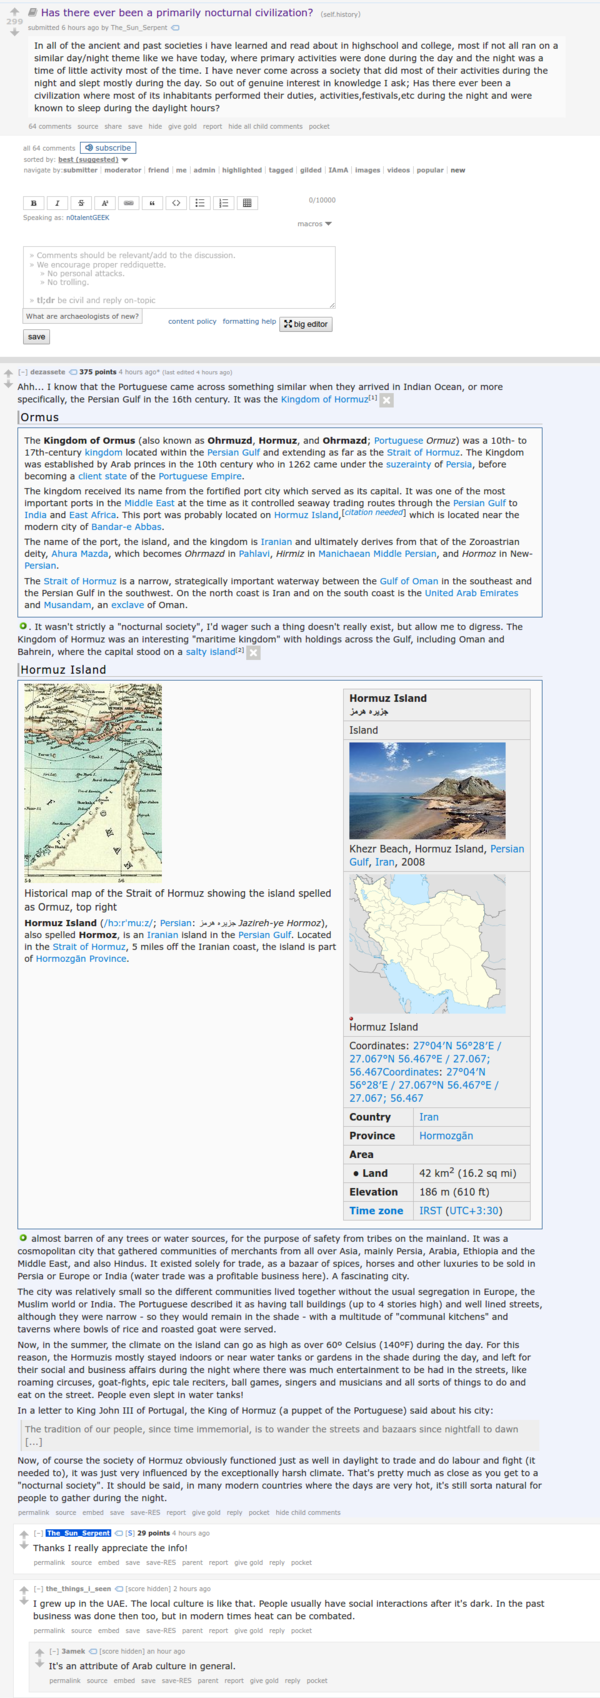 Has there ever been a primarily nocturnal civilization? (self.history)
299
submitted 6 hours ago by The_Sun_Serpent
In all of the ancient and past societies i have learned and read about in highschool and college, most if not all ran on a
similar day/night theme like we have today, where primary activities were done during the day and the night was a
time of little activity most of the time. I have never come across a society that did most of their activities during the
night and slept mostly during the day. So out of genuine interest in knowledge I ask; Has there ever been a
civilization where most of its inhabitants performed their duties, activities,festivals,etc during the night and were
known to sleep during the daylight hours?
64 comments source share save hide give gold report hide all child comments pocket
all 64 comments subscribe
sorted by: best (suggested)
navigate by: submitter | moderator | friend | me | admin | highlighted | tagged | gilded | IAmA | images | videos | popular | new
B I S A 0/10000
Speaking as: n0talentGEEK
macros
> Comments should be relevant/add to the discussion.
> We encourage proper reddiquette.
> No personal attacks.
> No trolling.
> tl;dr be civil and reply on-topic
What are archaeologists of new?
content policy formatting help big editor
save
[–] dezassete 375 points 4 hours ago* (last edited 4 hours ago)
Ahh... I know that the Portuguese came across something similar when they arrived in Indian Ocean, or more
specifically, the Persian Gulf in the 16th century. It was the Kingdom of Hormuz[1]
Ormus
The Kingdom of Ormus (also known as Ohrmuzd, Hormuz, and Ohrmazd; Portuguese Ormuz) was a 10th- to
17th-century kingdom located within the Persian Gulf and extending as far as the Strait of Hormuz. The Kingdom
was established by Arab princes in the 10th century who in 1262 came under the suzerainty of Persia, before
becoming a client state of the Portuguese Empire.
The kingdom received its name from the fortified port city which served as its capital. It was one of the most
important ports in the Middle East at the time as it controlled seaway trading routes through the Persian Gulf to
India and East Africa. This port was probably located on Hormuz Island,[citation needed] which is located near the
modern city of Bandar-e Abbas.
The name of the port, the island, and the kingdom is Iranian and ultimately derives from that of the Zoroastrian
deity, Ahura Mazda, which becomes Ohrmazd in Pahlavi, Hirmiz in Manichaean Middle Persian, and Hormoz in New-
Persian.
The Strait of Hormuz is a narrow, strategically important waterway between the Gulf of Oman in the southeast and
the Persian Gulf in the southwest. On the north coast is Iran and on the south coast is the United Arab Emirates
and Musandam, an exclave of Oman.
. It wasn't strictly a "nocturnal society", I'd wager such a thing doesn't really exist, but allow me to digress. The
Kingdom of Hormuz was an interesting "maritime kingdom" with holdings across the Gulf, including Oman and
Bahrein, where the capital stood on a salty island[2]
Hormuz Island
Historical map of the Strait of Hormuz showing the island spelled
as Ormuz, top right
Hormuz Island (/hɔːrˈmuːz/; Persian: جزیره هرمز Jazireh-ye Hormoz),
also spelled Hormoz, is an Iranian island in the Persian Gulf. Located
in the Strait of Hormuz, 5 miles off the Iranian coast, the island is part
of Hormozgān Province.
Hormuz Island
جزیره هرمز
Island
Khezr Beach, Hormuz Island, Persian
Gulf, Iran, 2008
Hormuz Island
Coordinates: 27°04′N 56°28′E /
27.067°N 56.467°E / 27.067;
56.467Coordinates: 27°04′N
56°28′E / 27.067°N 56.467°E /
27.067; 56.467
Country Iran
Province Hormozgān
Area
• Land 42 km2 (16.2 sq mi)
Elevation 186 m (610 ft)
Time zone IRST (UTC+3:30)
almost barren of any trees or water sources, for the purpose of safety from tribes on the mainland. It was a
cosmopolitan city that gathered communities of merchants from all over Asia, mainly Persia, Arabia, Ethiopia and the
Middle East, and also Hindus. It existed solely for trade, as a bazaar of spices, horses and other luxuries to be sold in
Persia or Europe or India (water trade was a profitable business here). A fascinating city.
The city was relatively small so the different communities lived together without the usual segregation in Europe, the
Muslim world or India. The Portuguese described it as having tall buildings (up to 4 stories high) and well lined streets,
although they were narrow - so they would remain in the shade - with a multitude of "communal kitchens" and
taverns where bowls of rice and roasted goat were served.
Now, in the summer, the climate on the island can go as high as over 60º Celsius (140ºF) during the day. For this
reason, the Hormuzis mostly stayed indoors or near water tanks or gardens in the shade during the day, and left for
their social and business affairs during the night where there was much entertainment to be had in the streets, like
roaming circuses, goat-fights, epic tale reciters, ball games, singers and musicians and all sorts of things to do and
eat on the street. People even slept in water tanks!
In a letter to King John III of Portugal, the King of Hormuz (a puppet of the Portuguese) said about his city:
The tradition of our people, since time immemorial, is to wander the streets and bazaars since nightfall to dawn
[...]
Now, of course the society of Hormuz obviously functioned just as well in daylight to trade and do labour and fight (it
needed to), it was just very influenced by the exceptionally harsh climate. That's pretty much as close as you get to a
"nocturnal society". It should be said, in many modern countries where the days are very hot, it's still sorta natural for
people to gather during the night.
permalink source embed save save-RES report give gold reply pocket hide child comments
[–] The_Sun_Serpent [S] 29 points 4 hours ago
Thanks I really appreciate the info!
permalink source embed save save-RES parent report give gold reply pocket
[–] the_things_i_seen [score hidden] 2 hours ago
I grew up in the UAE. The local culture is like that. People usually have social interactions after it's dark. In the past
business was done then too, but in modern times heat can be combated.
permalink source embed save save-RES parent report give gold reply pocket
[–] 3amek [score hidden] an hour ago
It's an attribute of Arab culture in general.
permalink source embed save save-RES parent report give gold reply pocket